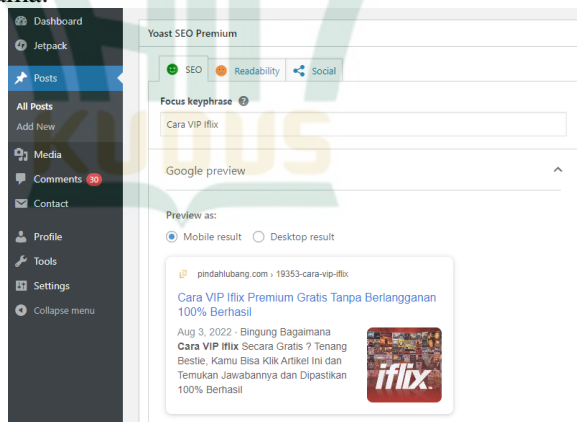 Dashboard
Jetpack
Posts
All Posts
Add New
Media
Comments 30
Contact
Profile
Tools
Settings
Collapse menu
Yoast SEO Premium
SEO Readability Social
Focus keyphrase
Cara VIP Iflix
Google preview
Preview as:
Mobile result Desktop result
pindahlubang.com › 19353-cara-vip-iflix
Cara VIP Iflix Premium Gratis Tanpa Berlangganan
100% Berhasil
Aug 3, 2022 - Bingung Bagaimana
Cara VIP Iflix Secara Gratis ? Tenang
Bestie, Kamu Bisa Klik Artikel Ini dan
Temukan Jawabannya dan Dipastikan
100% Berhasil
iflix
KUDUS